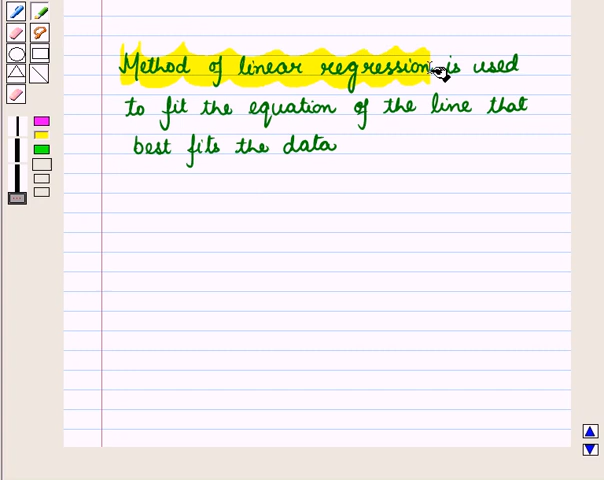 Method of linear regression is used
to fit the equation of the line that
best fits the data